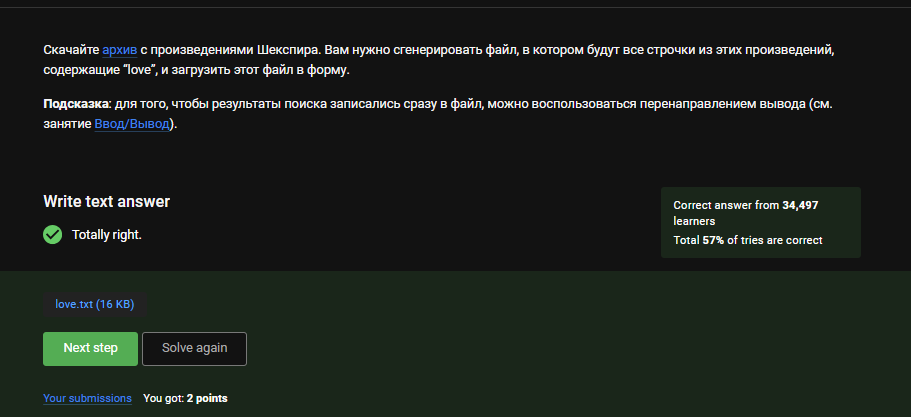 Скачайте архив с произведениями Шекспира. Вам нужно сгенерировать файл, в котором будут все строчки из этих произведений,
содержащие “love”, и загрузить этот файл в форму.
Подсказка: для того, чтобы результаты поиска записались сразу в файл, можно воспользоваться перенаправлением вывода (см.
занятие Ввод/Вывод).
Write text answer
Totally right.
Correct answer from 34,497
learners
Total 57% of tries are correct
love.txt (16 KB)
Next step
Solve again
Your submissions
You got: 2 points